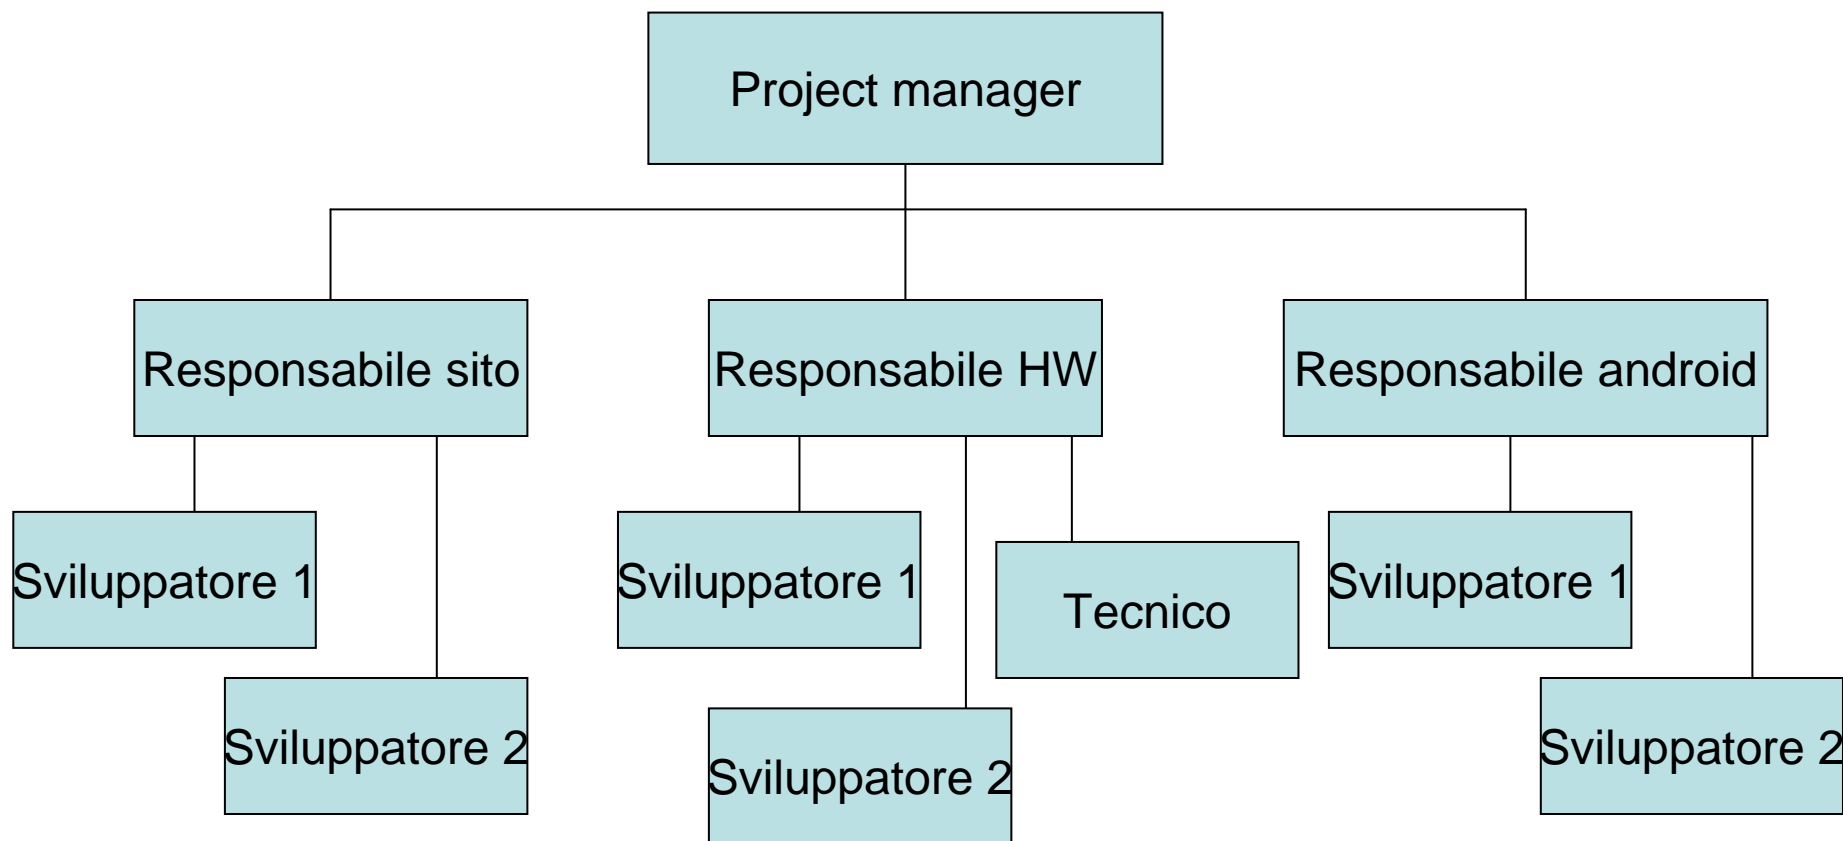 Project manager
Responsabile sito
Responsabile HW
Responsabile android
Sviluppatore 1
Sviluppatore 1
Tecnico
Sviluppatore 1
Sviluppatore 2
Sviluppatore 2
Sviluppatore 2